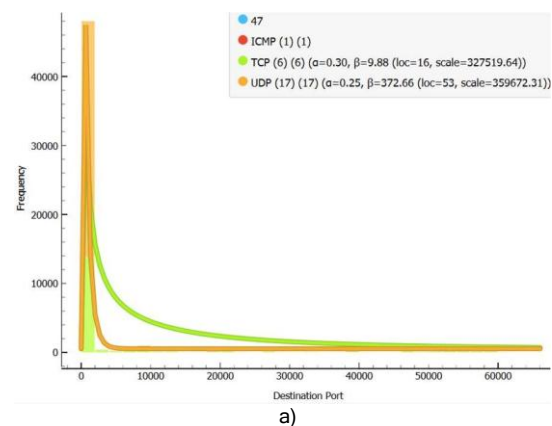 47
ICMP (1) (1)
TCP (6) (6) (α=0.30, β=9.88 (loc=16, scale=327519.64))
UDP (17) (17) (α=0.25, β=372.66 (loc=53, scale=359672.31))
40000
30000
20000
10000
0
Frequency
0 10000 20000 30000 40000 50000 60000
Destination Port
a)